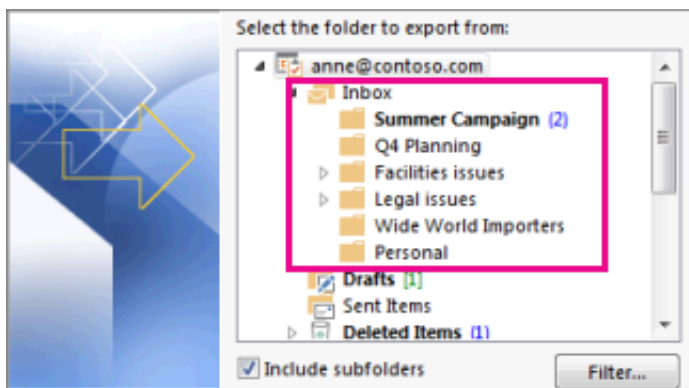 Select the folder to export from:
anne@contoso.com
Inbox
Summer Campaign (2)
Q4 Planning
Facilities issues
Legal issues
Wide World Importers
Personal
Drafts [1]
Sent Items
Deleted Items (1)
Include subfolders
Filter...